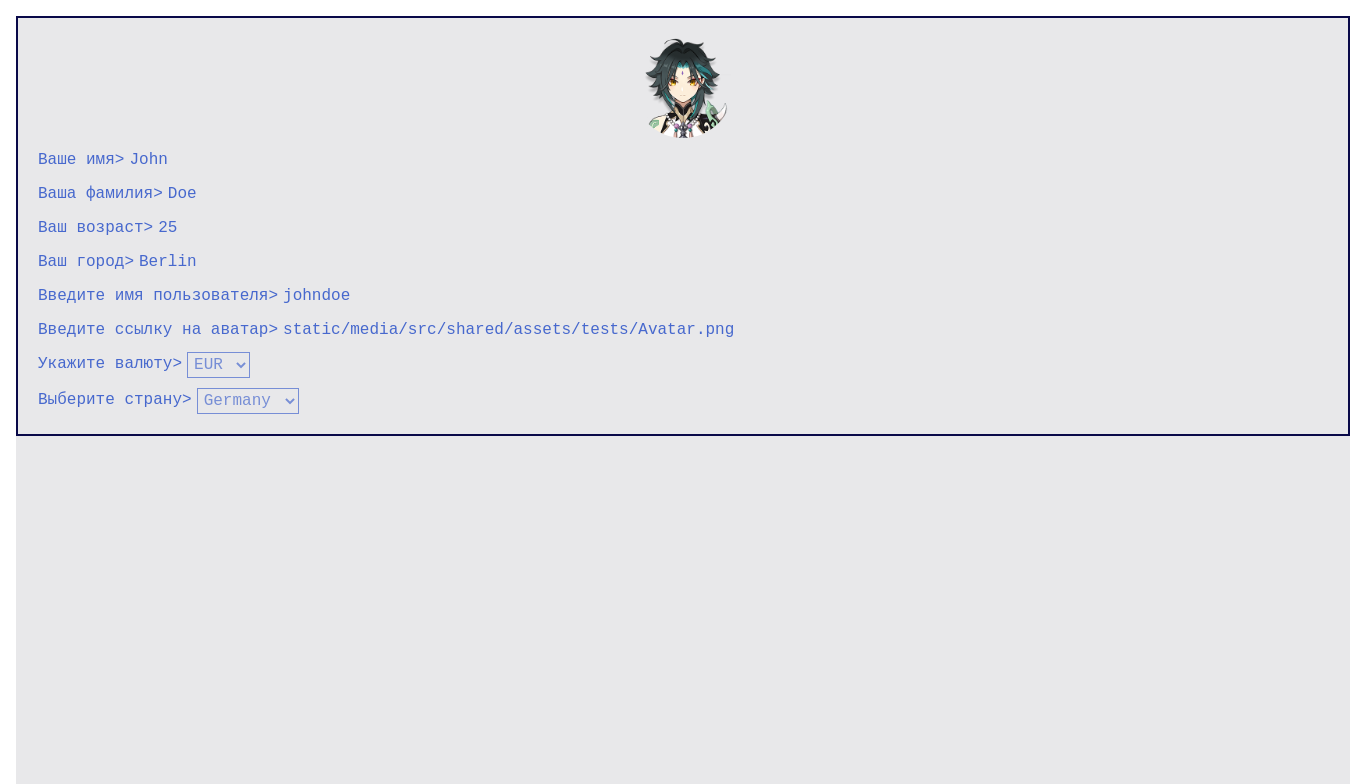 Ваше имя> John
Ваша фамилия> Doe
Ваш возраст> 25
Ваш город> Berlin
Введите имя пользователя> johndoe
Введите ссылку на аватар> static/media/src/shared/assets/tests/Avatar.png
Укажите валюту> EUR
Выберите страну> Germany